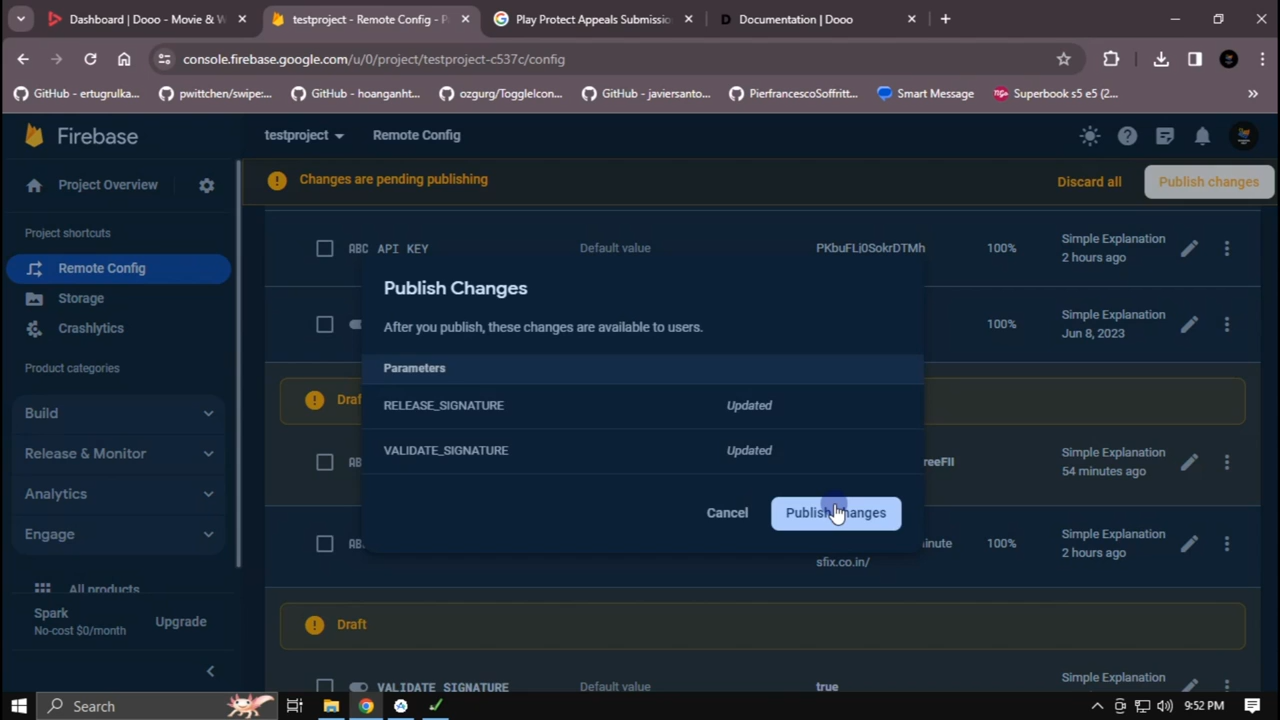 Dashboard | Dooo - Movie & W
testproject - Remote Config - P
Play Protect Appeals Submissio
Documentation | Dooo
console.firebase.google.com/u/0/project/testproject-c537c/config
GitHub - ertugrulka...
pwittchen/swipe:...
GitHub - hoanganht...
ozgurg/ToggleIcon...
GitHub - javiersanto...
PierfrancescoSoffritt...
Smart Message
Superbook s5 e5 (2...
Firebase
testproject
Remote Config
Project Overview
Changes are pending publishing
Discard all
Publish changes
Project shortcuts
Remote Config
Storage
Crashlytics
Product categories
Build
Release & Monitor
Analytics
Engage
All products
Spark
No-cost $0/month
Upgrade
ABC API KEY
Default value
PKbuFLj0SokrDTMh
100%
Simple Explanation
2 hours ago
100%
Simple Explanation
Jun 8, 2023
Publish Changes
After you publish, these changes are available to users.
Parameters
RELEASE_SIGNATURE
Updated
VALIDATE_SIGNATURE
Updated
Cancel
Publish changes
reeFII
Simple Explanation
54 minutes ago
inute
sfix.co.in/
100%
Simple Explanation
2 hours ago
Draft
VALIDATE SIGNATURE
Default value
true
Simple Explanation
Search
9:52 PM